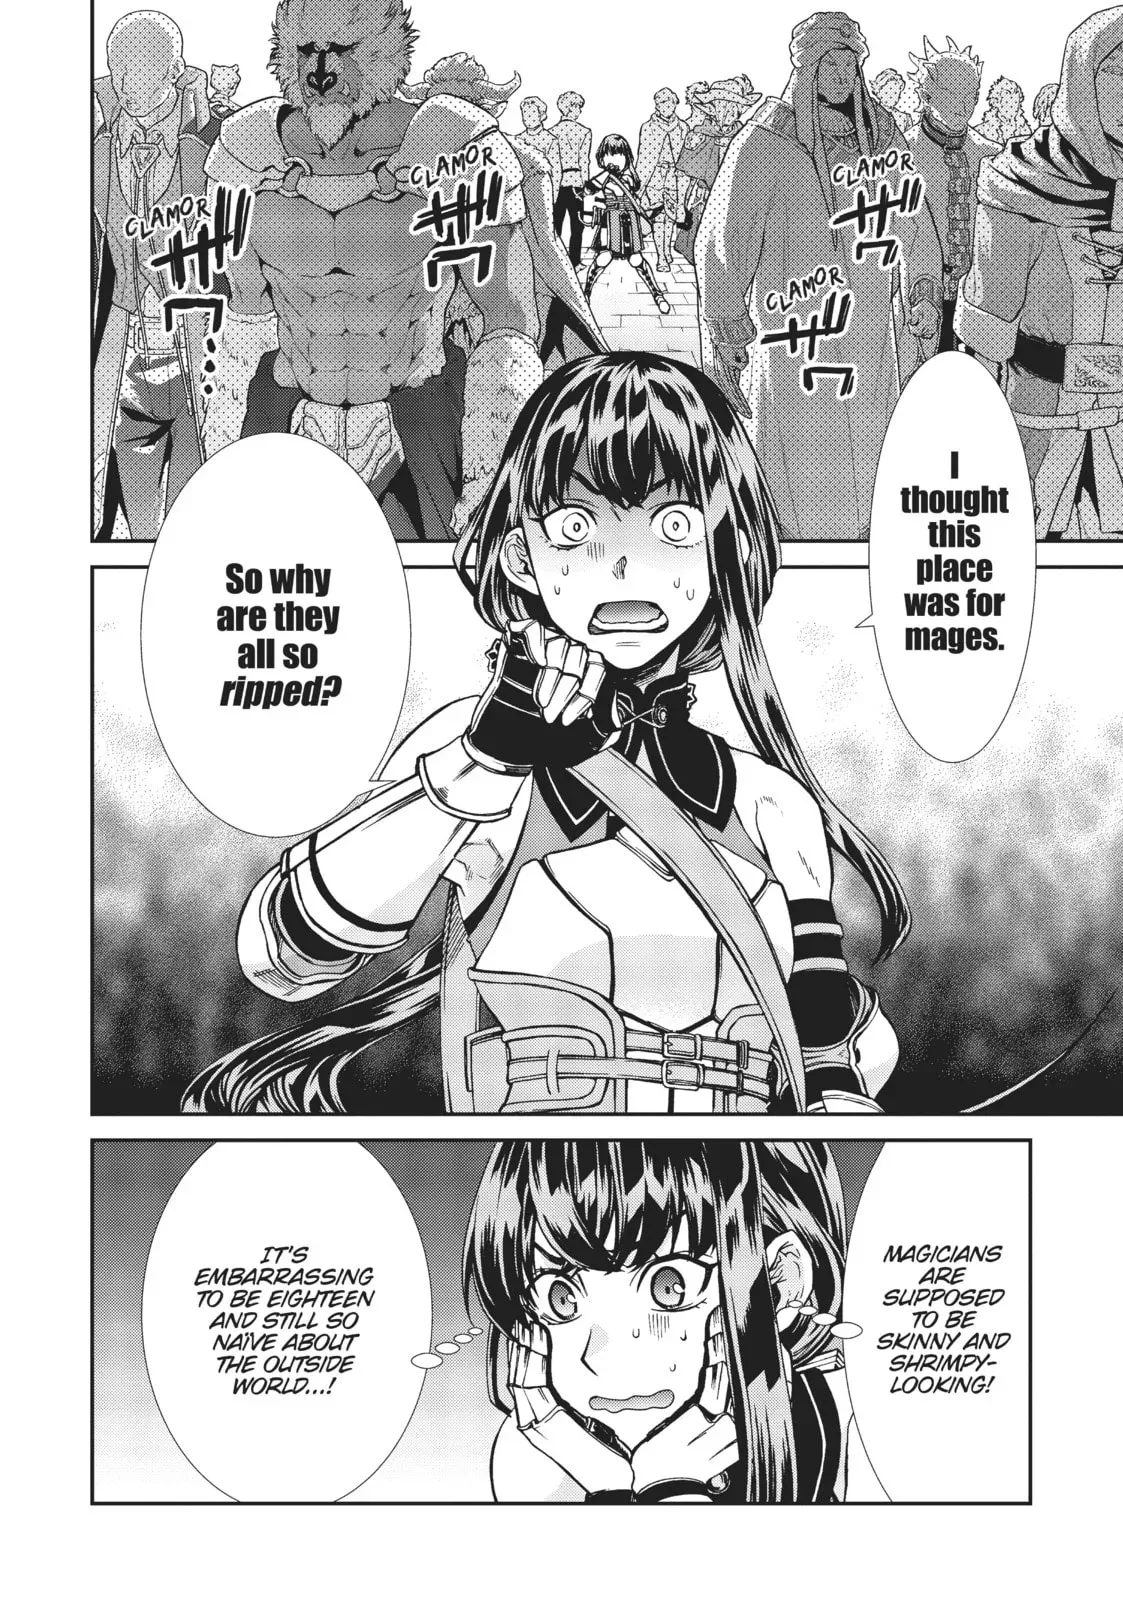 CLAMOR
CLAMOR
CLAMOR
CLAMOR
I
thought
this
place
was for
mages.
So why
are they
all so
ripped?
MAGICIANS
ARE
SUPPOSED
TO BE
SKINNY AND
SHRIMPY-
LOOKING!
IT'S
EMBARRASSING
TO BE EIGHTEEN
AND STILL SO
NAÏVE ABOUT
THE OUTSIDE
WORLD...!